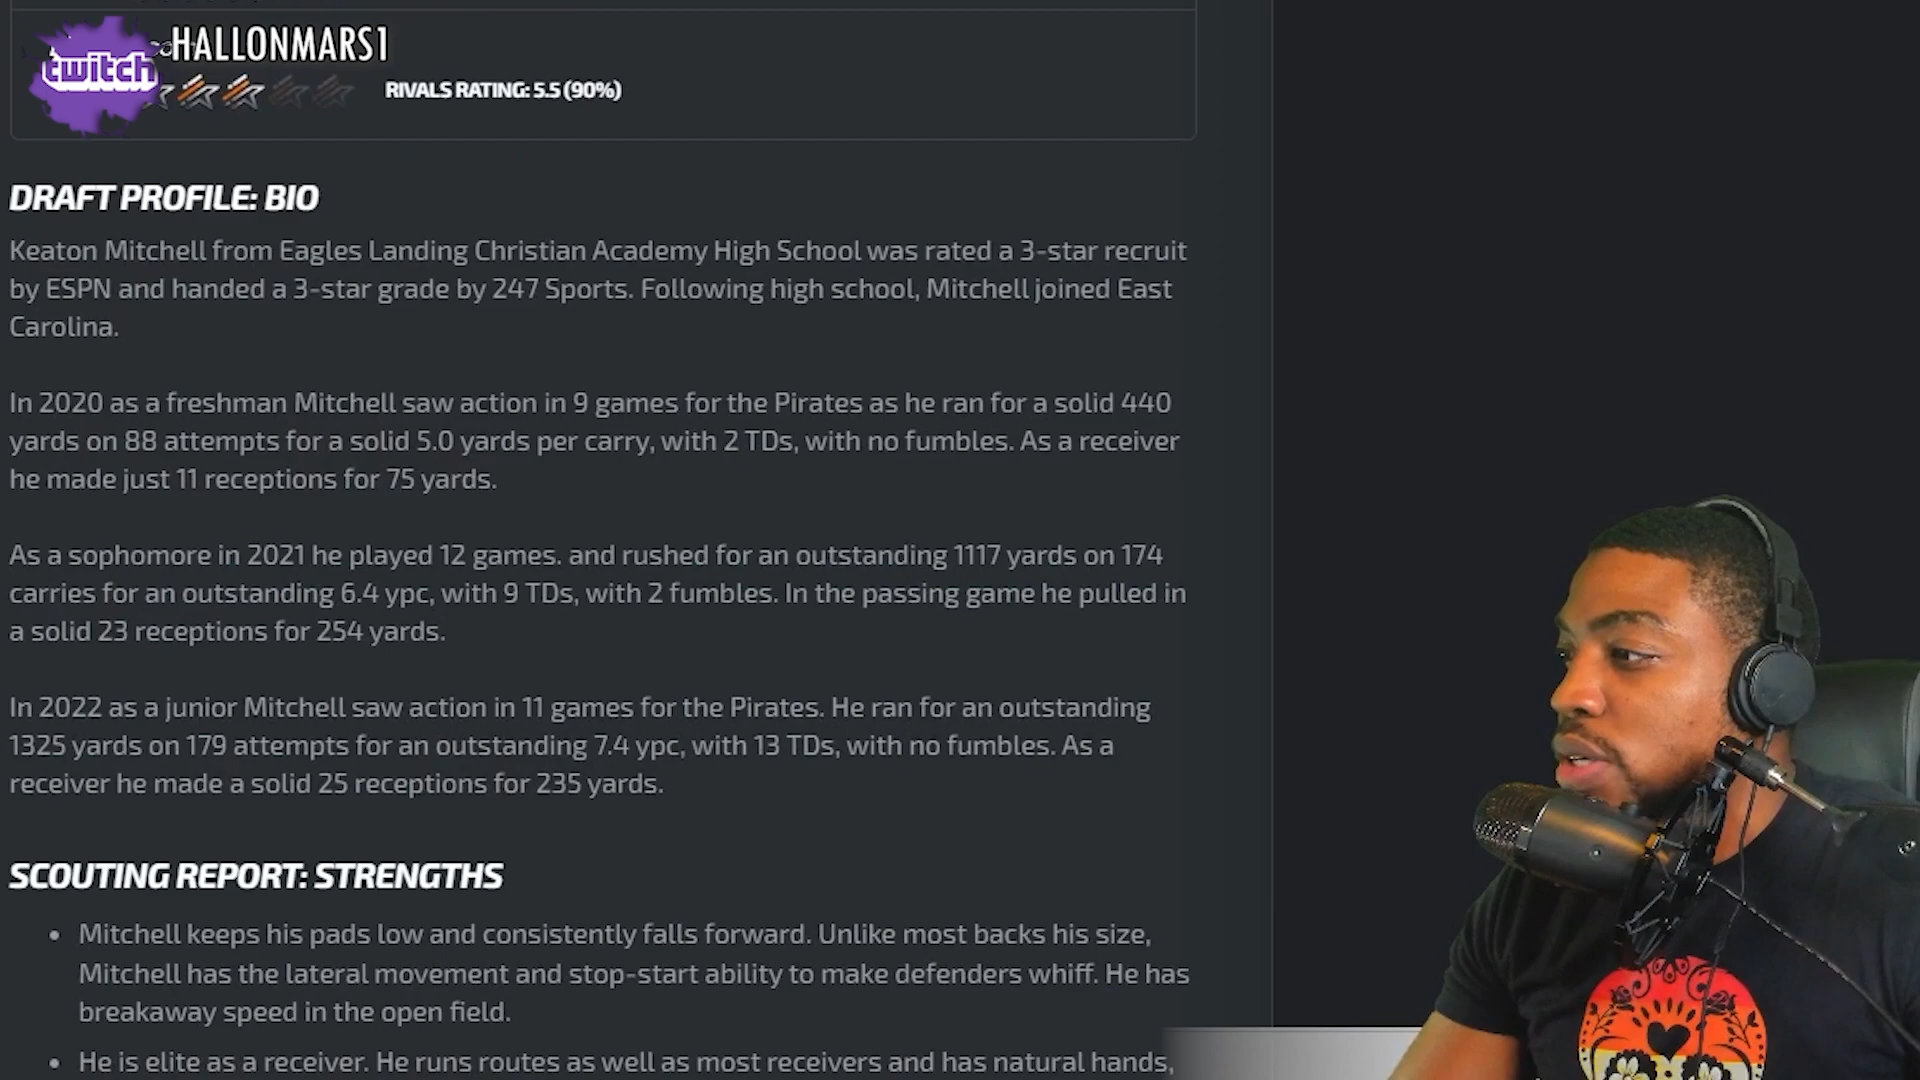 twitch
HALLONMARS1
RIVALS RATING: 5.5 (90%)
DRAFT PROFILE: BIO
Keaton Mitchell from Eagles Landing Christian Academy High School was rated a 3-star recruit
by ESPN and handed a 3-star grade by 247 Sports. Following high school, Mitchell joined East
Carolina.
In 2020 as a freshman Mitchell saw action in 9 games for the Pirates as he ran for a solid 440
yards on 88 attempts for a solid 5.0 yards per carry, with 2 TDs, with no fumbles. As a receiver
he made just 11 receptions for 75 yards.
As a sophomore in 2021 he played 12 games. and rushed for an outstanding 1117 yards on 174
carries for an outstanding 6.4 ypc, with 9 TDs, with 2 fumbles. In the passing game he pulled in
a solid 23 receptions for 254 yards.
In 2022 as a junior Mitchell saw action in 11 games for the Pirates. He ran for an outstanding
1325 yards on 179 attempts for an outstanding 7.4 ypc, with 13 TDs, with no fumbles. As a
receiver he made a solid 25 receptions for 235 yards.
SCOUTING REPORT: STRENGTHS
• Mitchell keeps his pads low and consistently falls forward. Unlike most backs his size,
Mitchell has the lateral movement and stop-start ability to make defenders whiff. He has
breakaway speed in the open field.
• He is elite as a receiver. He runs routes as well as most receivers and has natural hands,